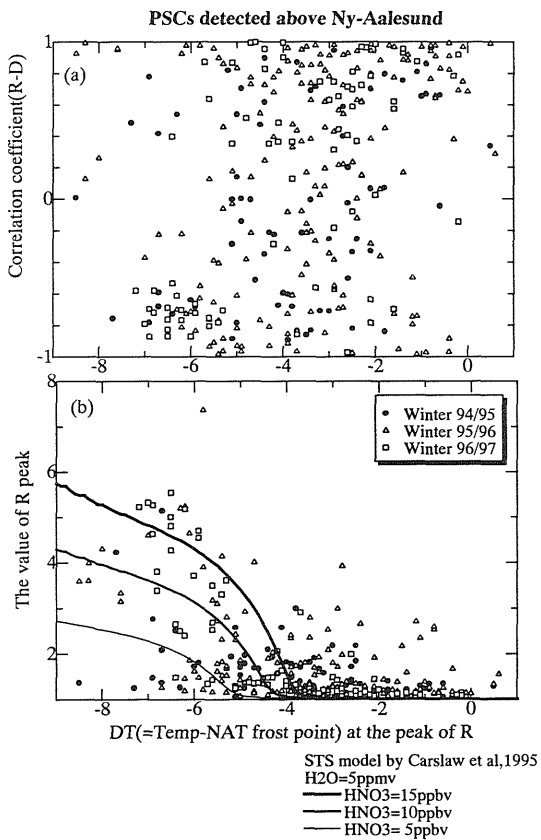 PSCs detected above Ny-Aalesund
(a)
Correlation coefficient(R-D)
1
0
-1
-8
-6
-4
-2
0
(b)
The value of R peak
8
6
4
2
Winter 94/95
Winter 95/96
Winter 96/97
-8
-6
-4
-2
0
DT(=Temp-NAT frost point) at the peak of R
STS model by Carslaw et al,1995
H2O=5ppmv
HNO3=15ppbv
HNO3=10ppbv
HNO3= 5ppbv